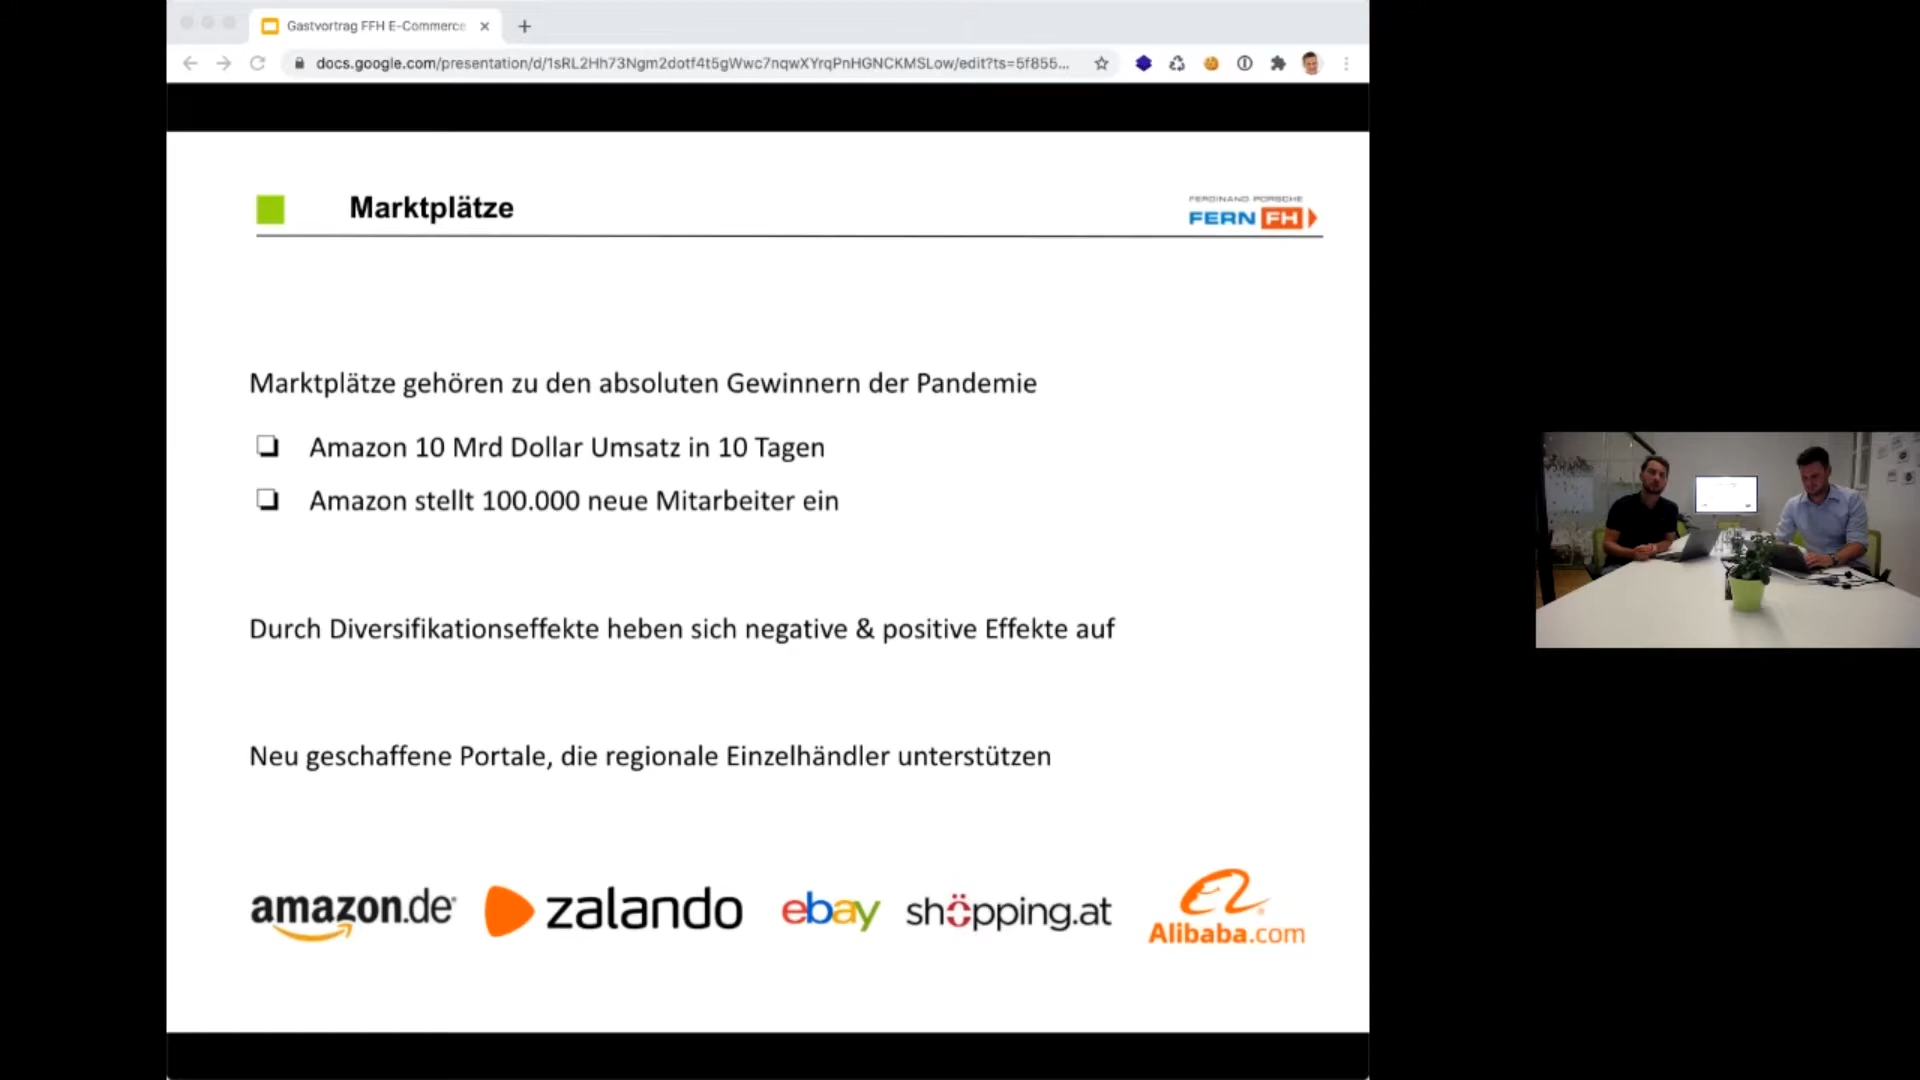 Gastvortrag FFH E-Commerce
docs.google.com/presentation/d/1sRL2Hh73Ngm2dotf4t5gWwc7nqwXYrqPnHGNCKMSLow/edit?ts=5f855...
Marktplätze
FERDINAND PORSCHE
FERN FH
Marktplätze gehören zu den absoluten Gewinnern der Pandemie
Amazon 10 Mrd Dollar Umsatz in 10 Tagen
Amazon stellt 100.000 neue Mitarbeiter ein
Durch Diversifikationseffekte heben sich negative & positive Effekte auf
Neu geschaffene Portale, die regionale Einzelhändler unterstützen
amazon.de zalando ebay shöpping.at Alibaba.com